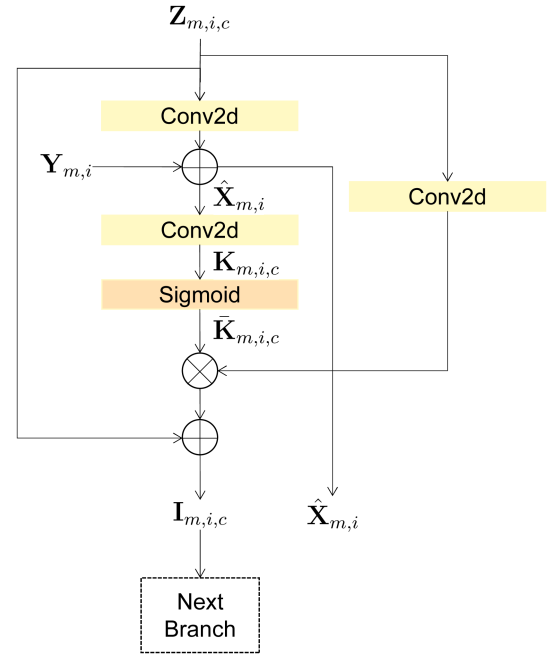 Z_{m,i,c}
Conv2d
Y_{m,i}
X̂_{m,i}
Conv2d
Conv2d
K_{m,i,c}
Sigmoid
K̄_{m,i,c}
I_{m,i,c}
X̂_{m,i}
Next
Branch